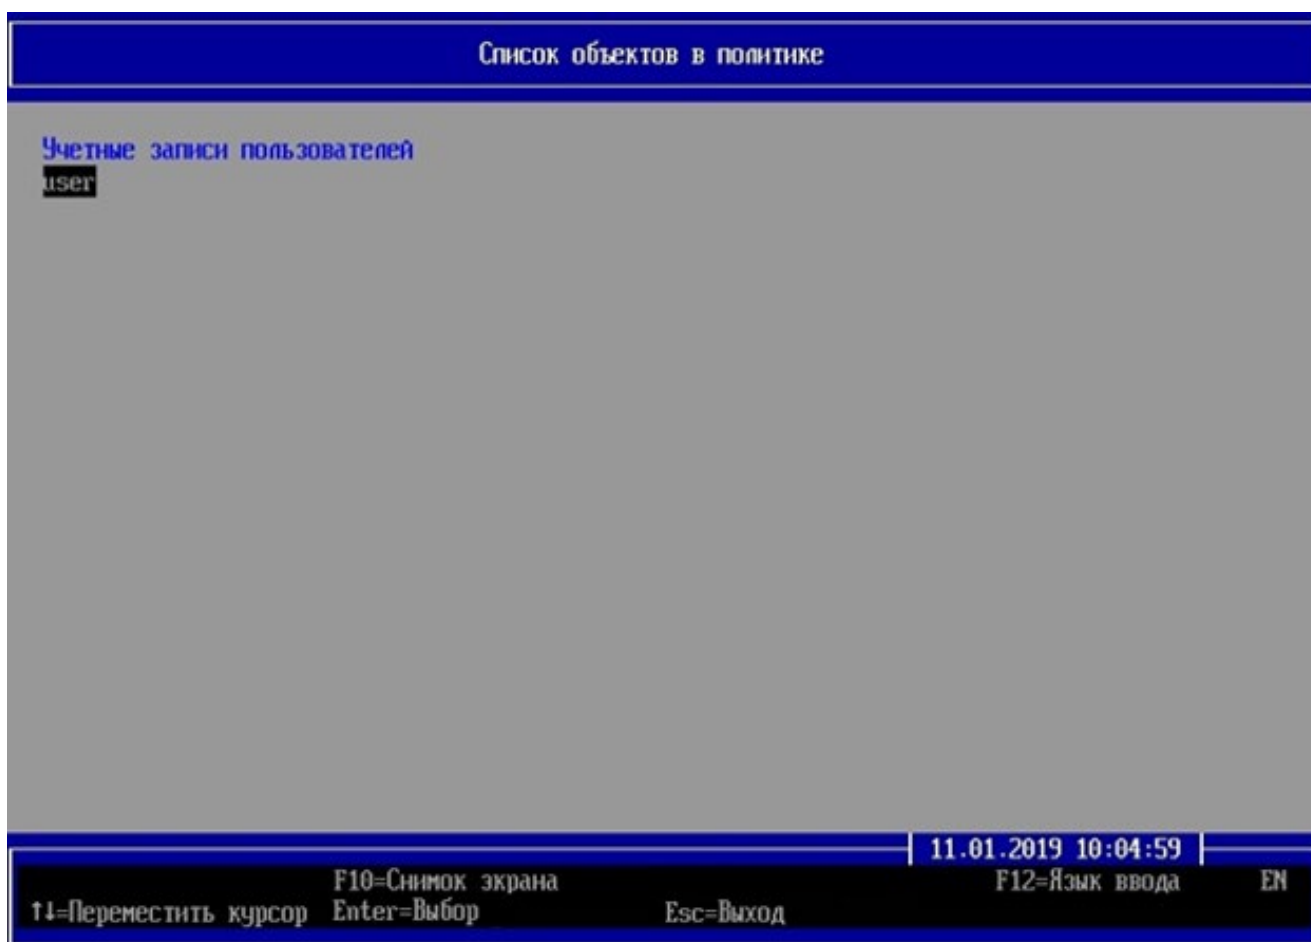 Список объектов в политике
Учетные записи пользователей
user
11.01.2019 10:04:59
F10=Снимок экрана F12=Язык ввода EN
↑↓=Переместить курсор Enter=Выбор Esc=Выход